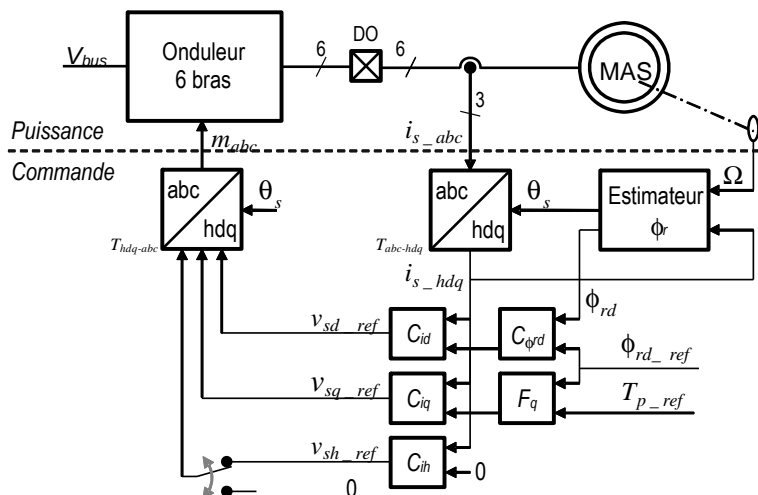 DO
Onduleur
6 bras
V_bus
6
6
MAS
3
Puissance
m_abc
i_s_abc
Commande
abc
hdq
θ_s
T_hdq-abc
abc
hdq
θ_s
T_abc-hdq
Estimateur
ϕ_r
Ω
i_s_hdq
ϕ_rd
v_sd_ref
C_id
C_ϕrd
ϕ_rd_ref
v_sq_ref
C_iq
F_q
T_p_ref
v_sh_ref
C_ih
0
0